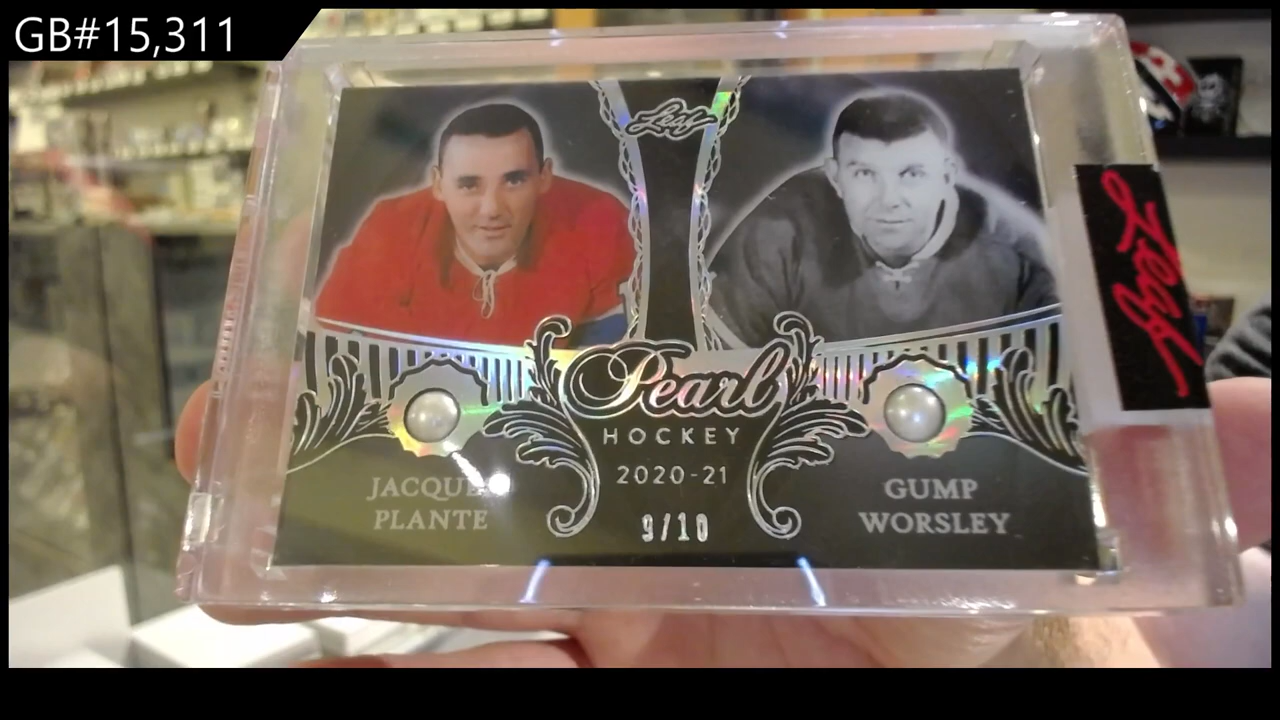 GB#15,311
Leaf
Leaf
Pearl
HOCKEY
2020-21
9/10
PLANTE
GUMP
WORSLEY